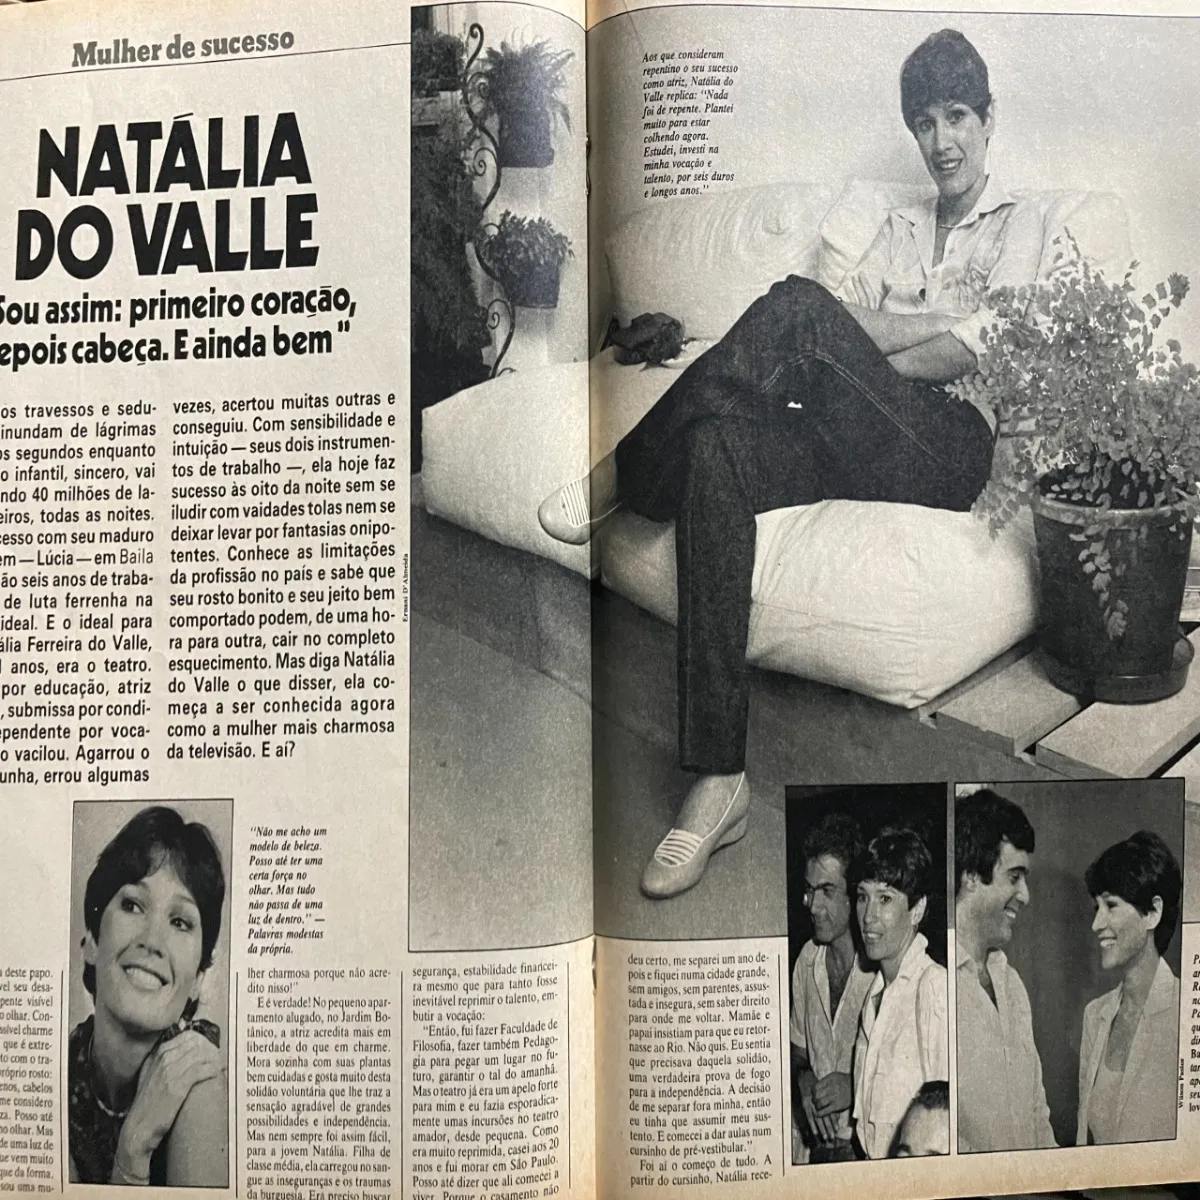 Mulher de sucesso
NATÁLIA
DO VALLE
Sou assim: primeiro coração,
depois cabeça. E ainda bem"
os travessos e sedu-
inundam de lágrimas
os segundos enquanto
o infantil, sincero, vai
ndo 40 milhões de la-
eiros, todas as noites.
cesso com seu maduro
em — Lúcia — em Baila
ão seis anos de traba-
de luta ferrenha na
ideal. E o ideal para
ália Ferreira do Valle,
anos, era o teatro.
por educação, atriz
, submissa por condi-
ependente por voca-
o vacilou. Agarrou o
unha, errou algumas
vezes, acertou muitas outras e
conseguiu. Com sensibilidade e
intuição — seus dois instrumen-
tos de trabalho —, ela hoje faz
sucesso às oito da noite sem se
iludir com vaidades tolas nem se
deixar levar por fantasias onipo-
tentes. Conhece as limitações
da profissão no país e sabe que
seu rosto bonito e seu jeito bem
comportado podem, de uma ho-
ra para outra, cair no completo
esquecimento. Mas diga Natália
do Valle o que disser, ela co-
meça a ser conhecida agora
como a mulher mais charmosa
da televisão. E aí?
Ernani D'Almeida
Aos que consideram
repentino o seu sucesso
como atriz, Natália do
Valle replica: "Nada
foi de repente. Plantei
muito para estar
colhendo agora.
Estudei, investi na
minha vocação e
talento, por seis duros
e longos anos."
"Não me acho um
modelo de beleza.
Posso até ter uma
certa força no
olhar. Mas tudo
não passa de uma
luz de dentro." —
Palavras modestas
da própria.
a deste papo.
vel seu desa-
pente visível
o olhar. Con-
ssível charme
que é extre-
to com o tra-
próprio rosto:
enos, cabelos
me considero
za. Posso até
no olhar. Mas
de uma luz de
ue vem muito
que da forma.
sou uma mu-
lher charmosa porque não acre-
dito nisso!"
E é verdade! No pequeno apar-
tamento alugado, no Jardim Bo-
tânico, a atriz acredita mais em
liberdade do que em charme.
Mora sozinha com suas plantas
bem cuidadas e gosta muito desta
solidão voluntária que lhe traz a
sensação agradável de grandes
possibilidades e independência.
Mas nem sempre foi assim fácil,
para a jovem Natália. Filha de
classe média, ela carregou no san-
gue as inseguranças e os traumas
da burguesia. Era preciso buscar
segurança, estabilidade financei-
ra mesmo que para tanto fosse
inevitável reprimir o talento, em-
butir a vocação:
"Então, fui fazer Faculdade de
Filosofia, fazer também Pedago-
gia para pegar um lugar no fu-
turo, garantir o tal do amanhã.
Mas o teatro já era um apelo forte
para mim e eu fazia esporadica-
mente umas incursões no teatro
amador, desde pequena. Como
era muito reprimida, casei aos 20
anos e fui morar em São Paulo.
Posso até dizer que ali comecei a
viver. Porque o casamento não
deu certo, me separei um ano de-
pois e fiquei numa cidade grande,
sem amigos, sem parentes, assus-
tada e insegura, sem saber direito
para onde me voltar. Mamãe e
papai insistiam para que eu retor-
nasse ao Rio. Não quis. Eu sentia
que precisava daquela solidão,
uma verdadeira prova de fogo
para a independência. A decisão
de me separar fora minha, então
eu tinha que assumir meu sus-
tento. E comecei a dar aulas num
cursinho de pré-vestibular."
Foi aí o começo de tudo. A
partir do cursinho, Natália rece-